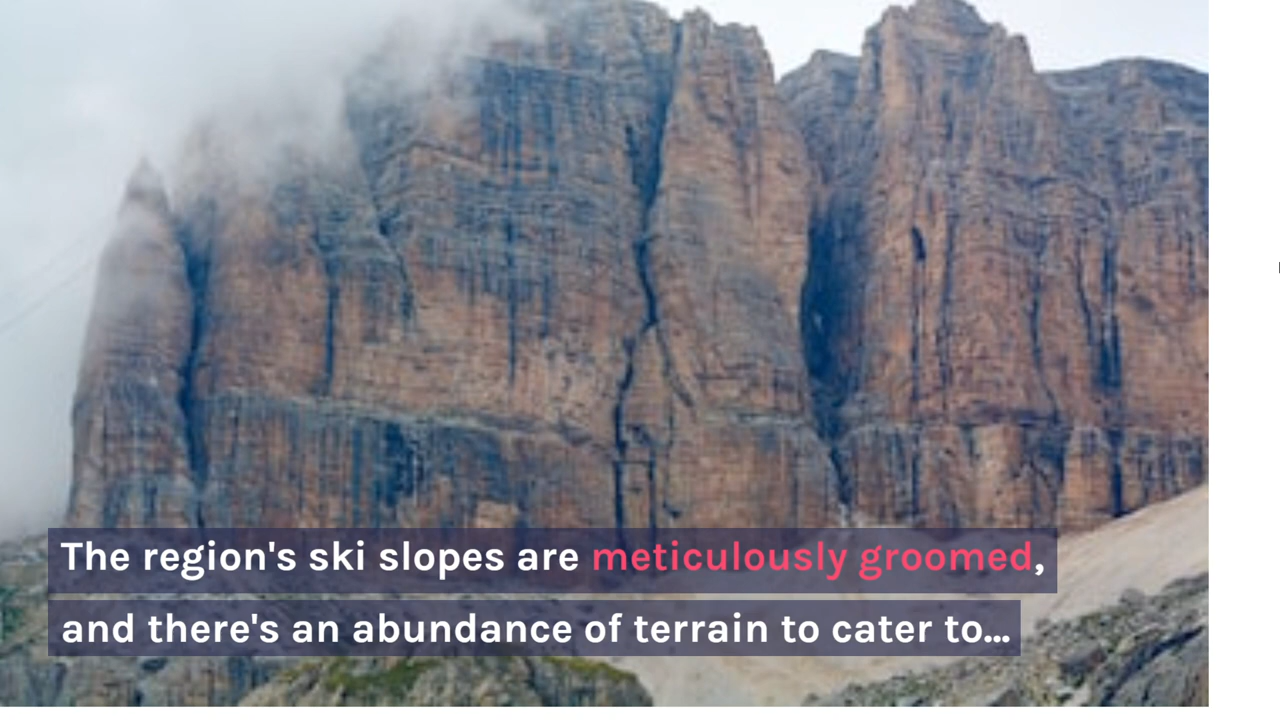 The region's ski slopes are meticulously groomed,
and there's an abundance of terrain to cater to...